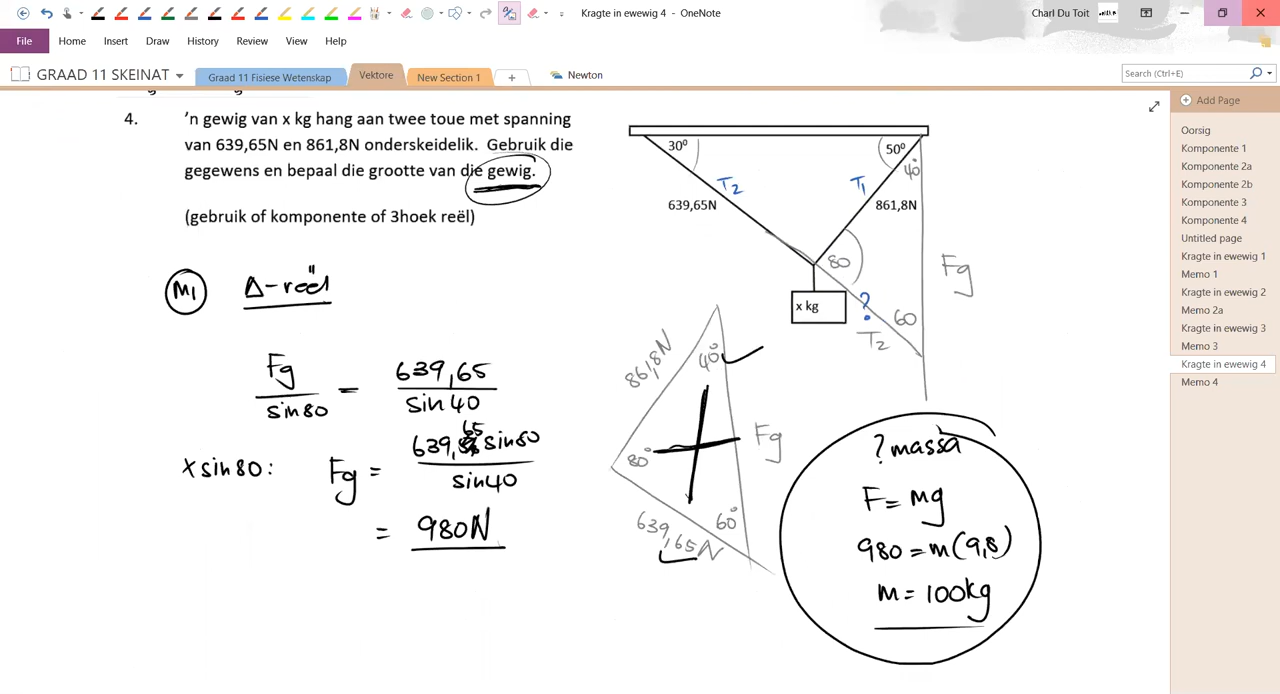 Kragte in ewewig 4 - OneNote
Charl Du Toit
File Home Insert Draw History Review View Help
GRAAD 11 SKEINAT
Graad 11 Fisiese Wetenskap
Vektore
New Section 1
+
Newton
Search (Ctrl+E)
4. 'n gewig van x kg hang aan twee toue met spanning
van 639,65N en 861,8N onderskeidelik. Gebruik die
gegewens en bepaal die grootte van die gewig.
(gebruik of komponente of 3hoek reël)
M1 Δ-reël
Fg / sin80 = 639,65 / sin40
x sin80: Fg = 639,65 sin80 / sin40
= 980N
30⁰
50⁰
40°
T2
T1
639,65N
861,8N
80
Fg
x kg
?
60
T2
861,8N
40°
Fg
80°
60°
639,65N
? massa
F = mg
980 = m(9,8)
m = 100kg
Add Page
Oorsig
Komponente 1
Komponente 2a
Komponente 2b
Komponente 3
Komponente 4
Untitled page
Kragte in ewewig 1
Memo 1
Kragte in ewewig 2
Memo 2a
Kragte in ewewig 3
Memo 3
Kragte in ewewig 4
Memo 4